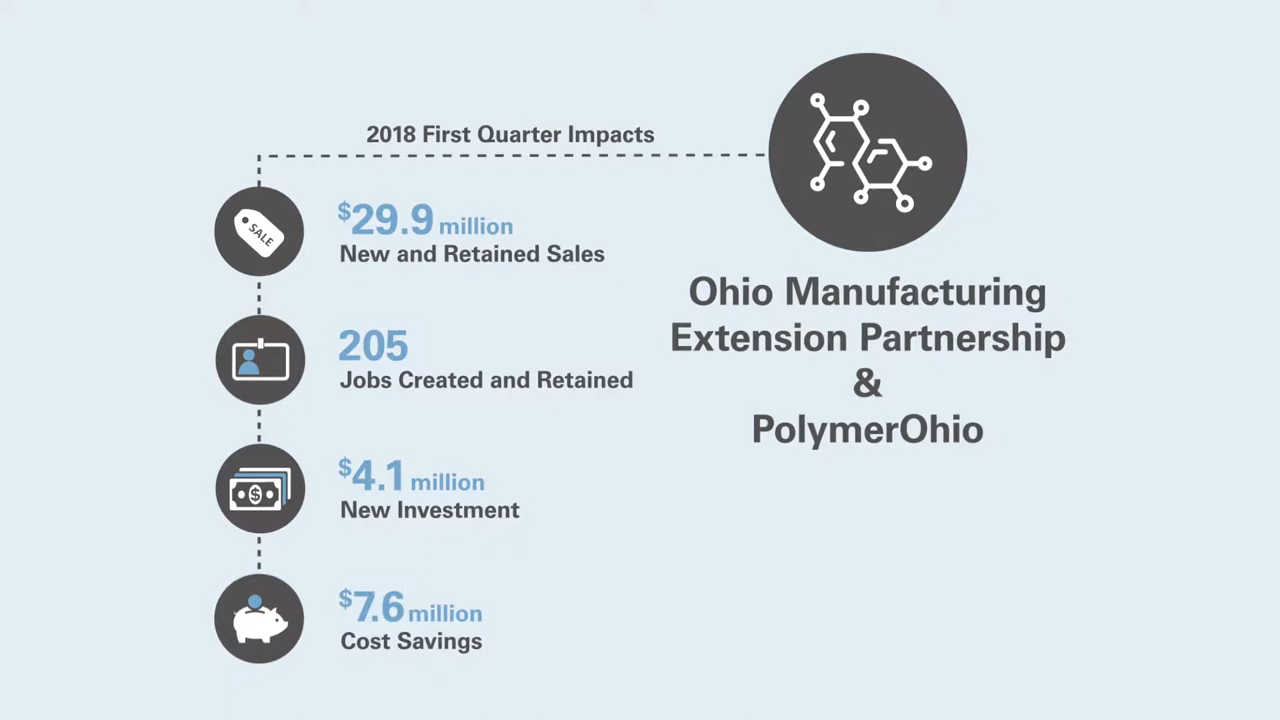 2018 First Quarter Impacts
SALE
$29.9 million
New and Retained Sales
205
Jobs Created and Retained
$4.1 million
New Investment
$
$7.6 million
Cost Savings
Ohio Manufacturing
Extension Partnership
&
PolymerOhio